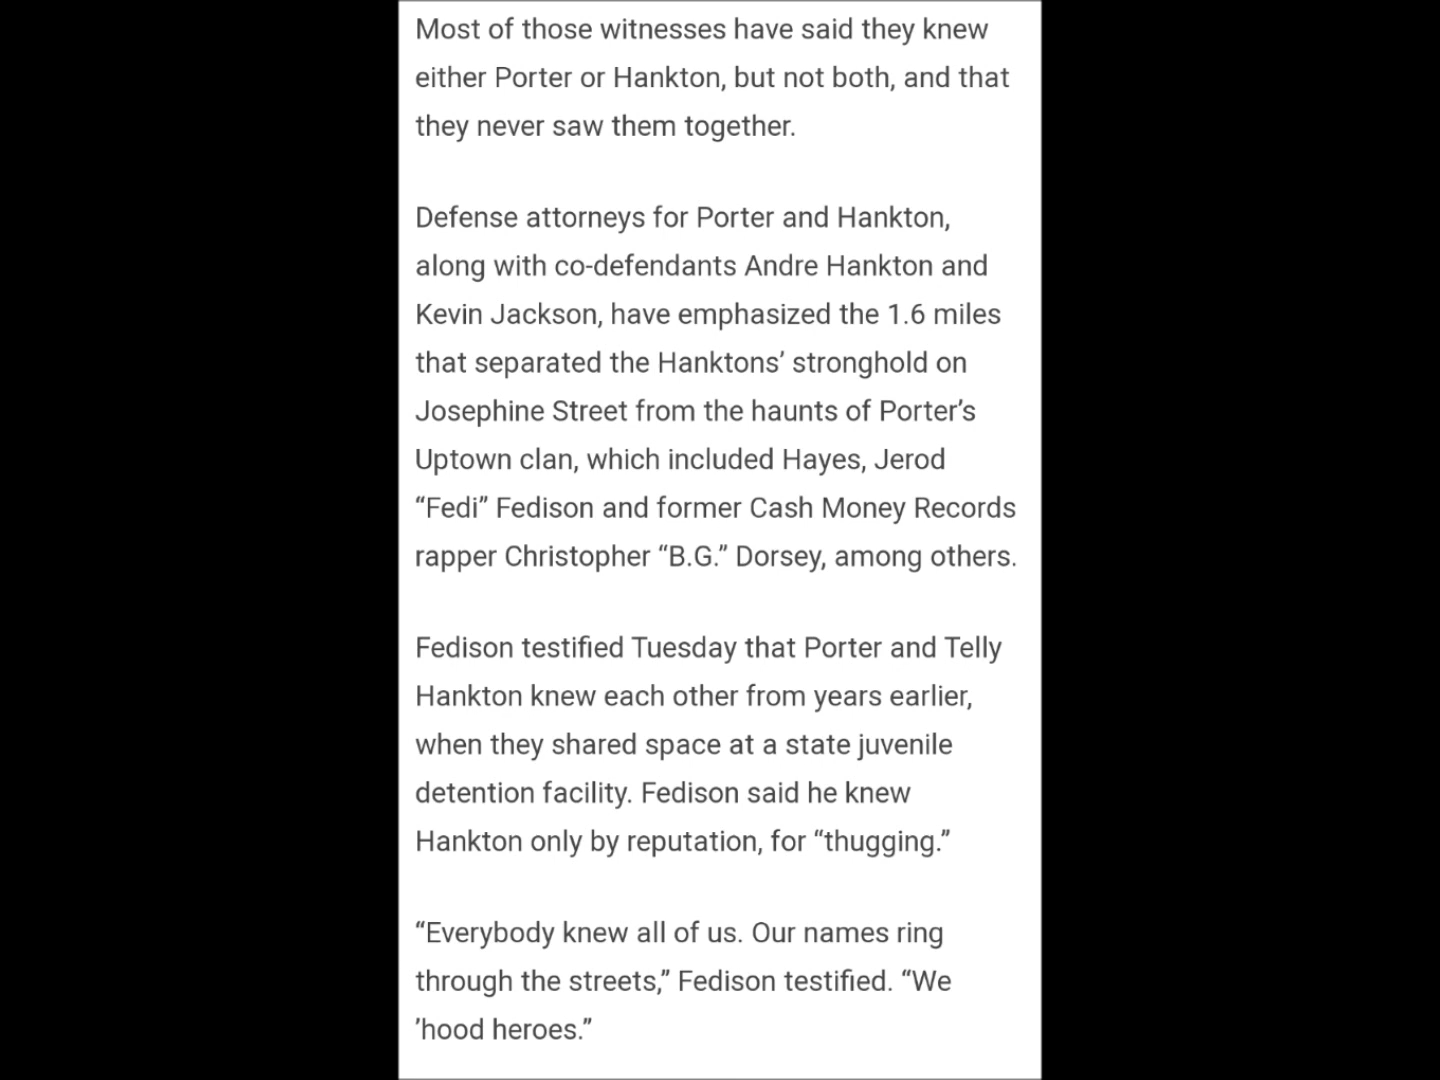 Most of those witnesses have said they knew
either Porter or Hankton, but not both, and that
they never saw them together.
Defense attorneys for Porter and Hankton,
along with co-defendants Andre Hankton and
Kevin Jackson, have emphasized the 1.6 miles
that separated the Hanktons’ stronghold on
Josephine Street from the haunts of Porter’s
Uptown clan, which included Hayes, Jerod
“Fedi” Fedison and former Cash Money Records
rapper Christopher “B.G.” Dorsey, among others.
Fedison testified Tuesday that Porter and Telly
Hankton knew each other from years earlier,
when they shared space at a state juvenile
detention facility. Fedison said he knew
Hankton only by reputation, for “thugging.”
“Everybody knew all of us. Our names ring
through the streets,” Fedison testified. “We
’hood heroes.”